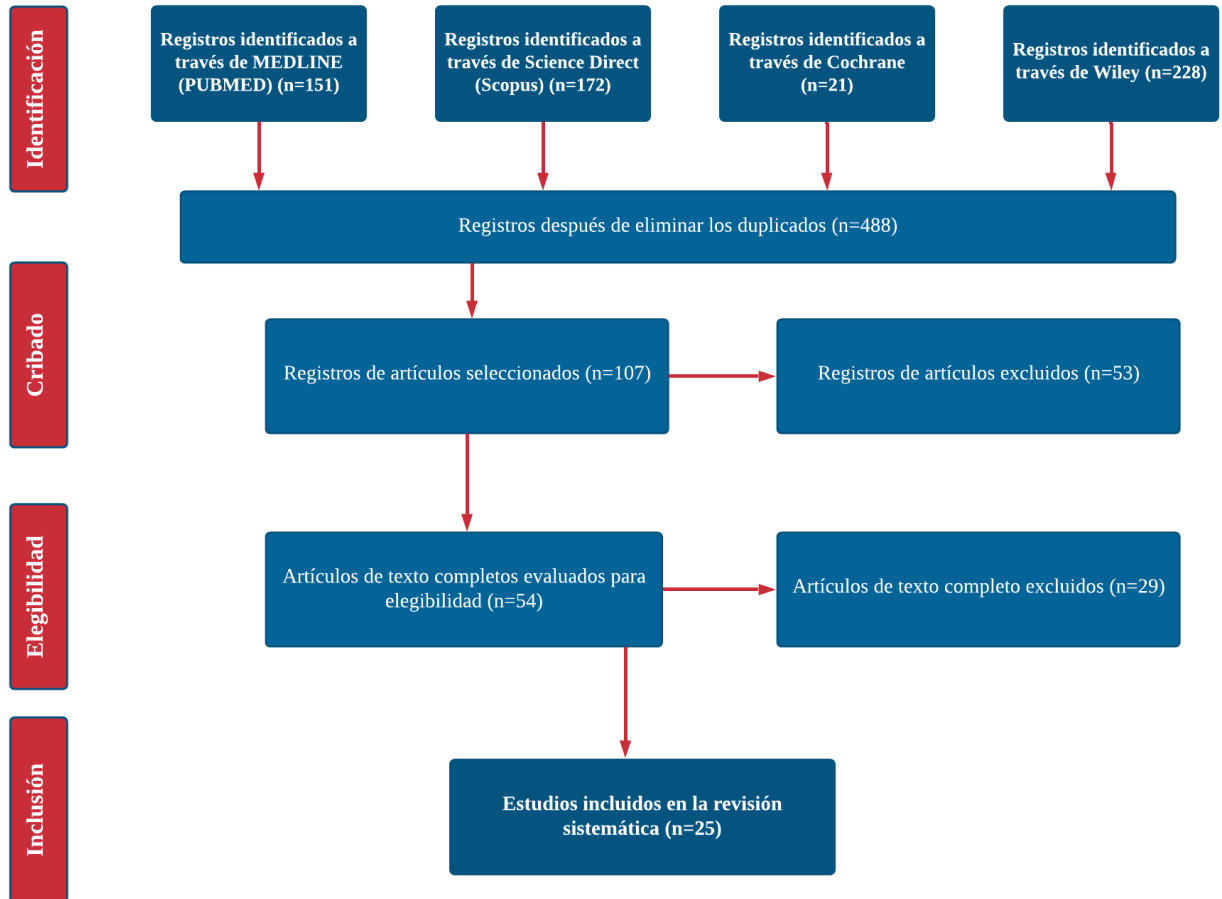 Identificación
Registros identificados a
través de MEDLINE
(PUBMED) (n=151)
Registros identificados a
través de Science Direct
(Scopus) (n=172)
Registros identificados a
través de Cochrane
(n=21)
Registros identificados a
través de Wiley (n=228)
Registros después de eliminar los duplicados (n=488)
Cribado
Registros de artículos seleccionados (n=107)
Registros de artículos excluidos (n=53)
Elegibilidad
Artículos de texto completos evaluados para
elegibilidad (n=54)
Artículos de texto completo excluidos (n=29)
Inclusión
Estudios incluidos en la revisión
sistemática (n=25)